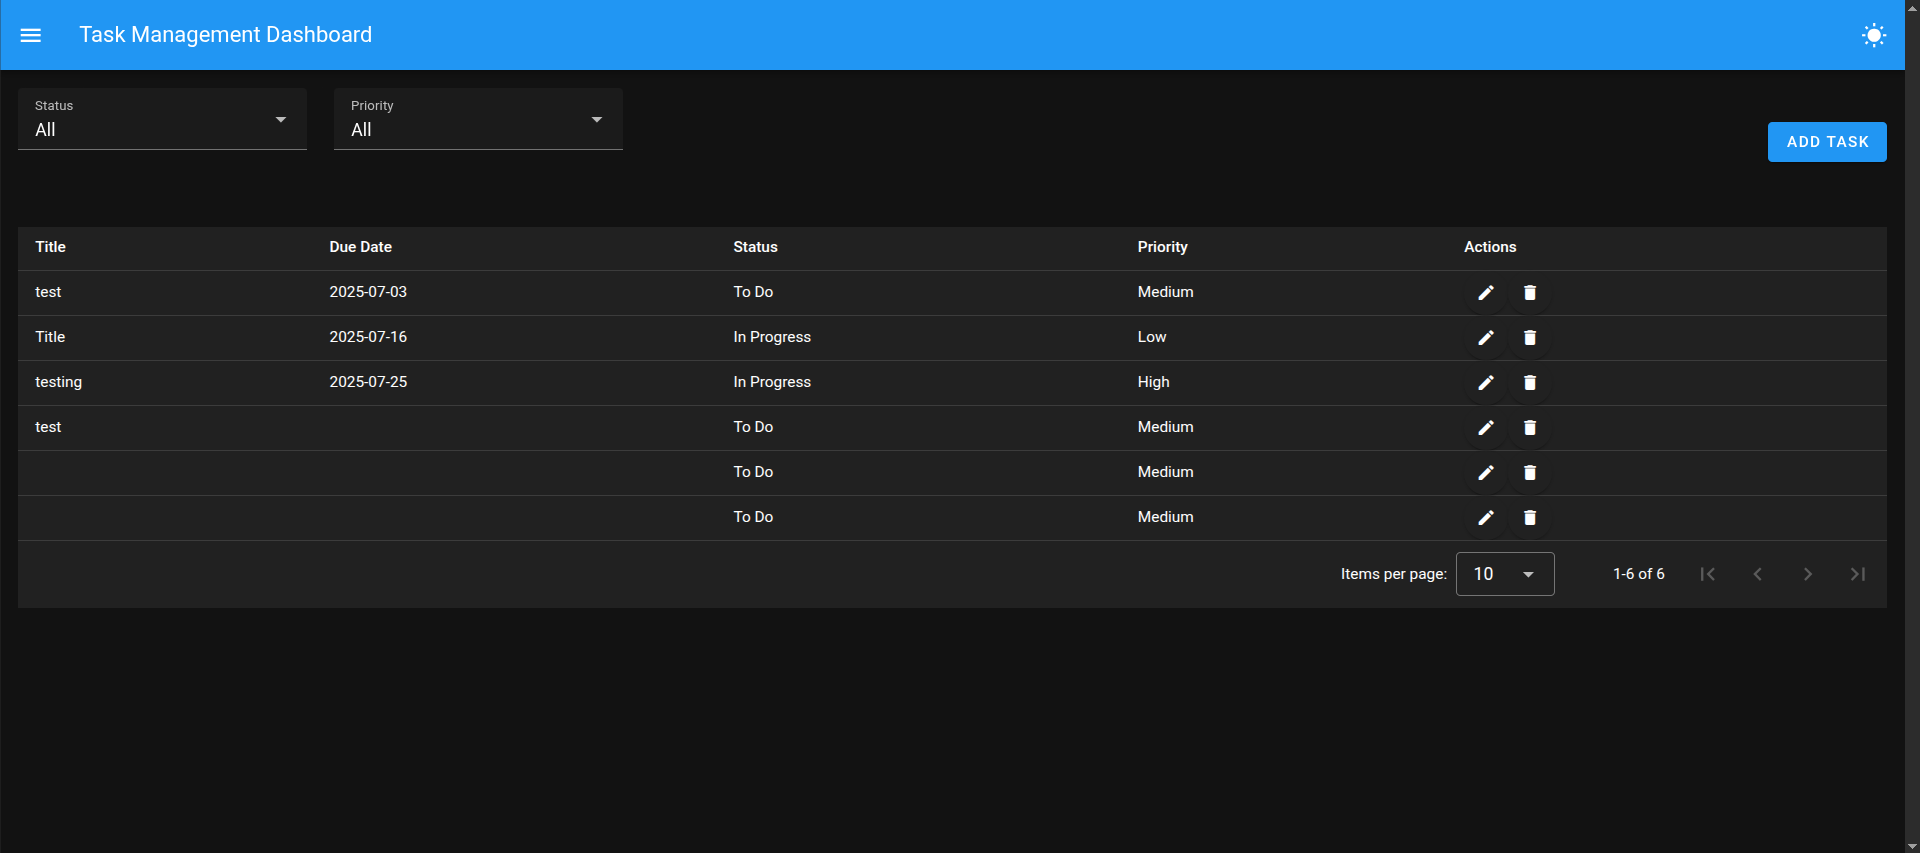 Task Management Dashboard
Status
All
Priority
All
ADD TASK
Title Due Date Status Priority Actions
test 2025-07-03 To Do Medium
Title 2025-07-16 In Progress Low
testing 2025-07-25 In Progress High
test To Do Medium
To Do Medium
To Do Medium
Items per page: 10 1-6 of 6